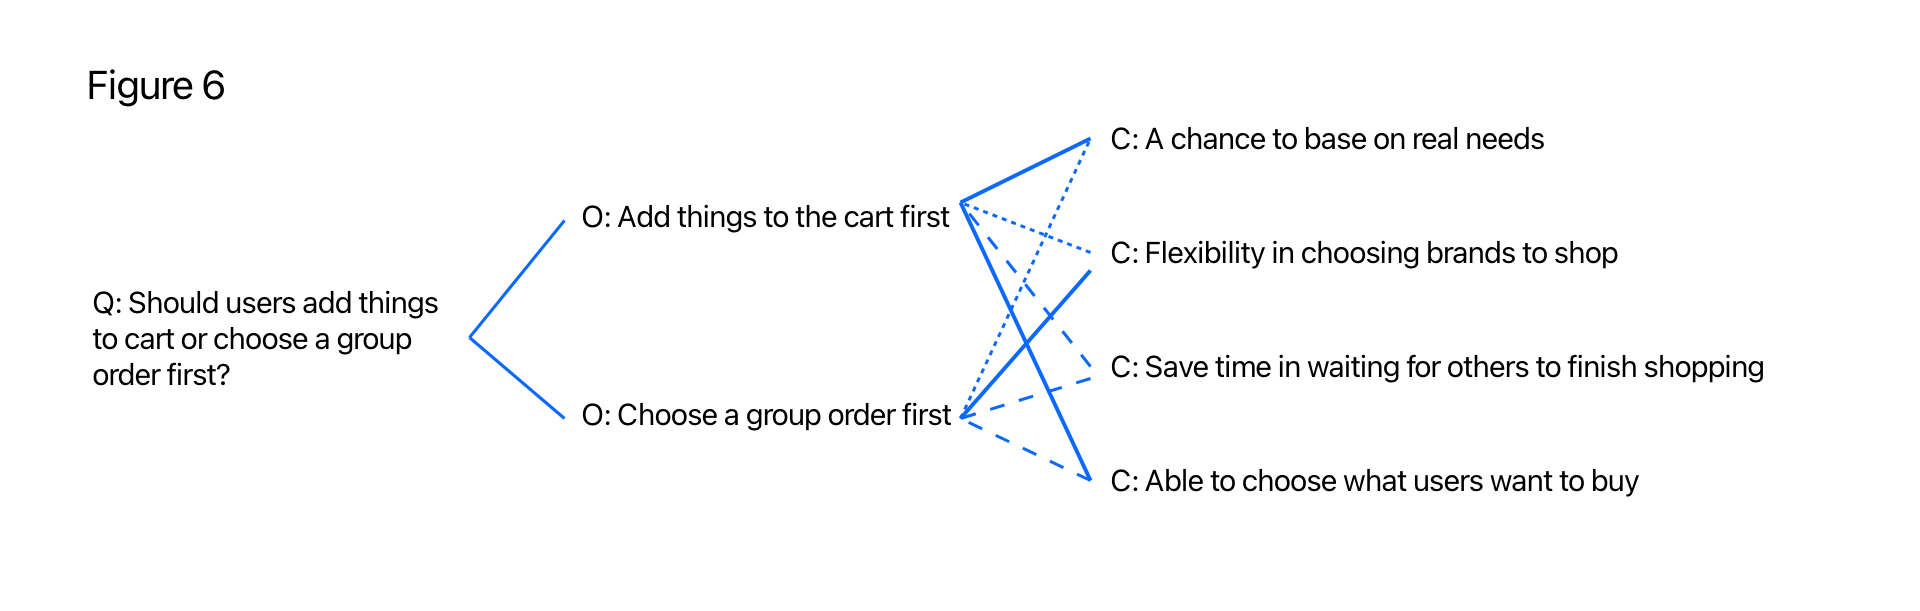 Figure 6
Q: Should users add things
to cart or choose a group
order first?
O: Add things to the cart first
O: Choose a group order first
C: A chance to base on real needs
C: Flexibility in choosing brands to shop
C: Save time in waiting for others to finish shopping
C: Able to choose what users want to buy